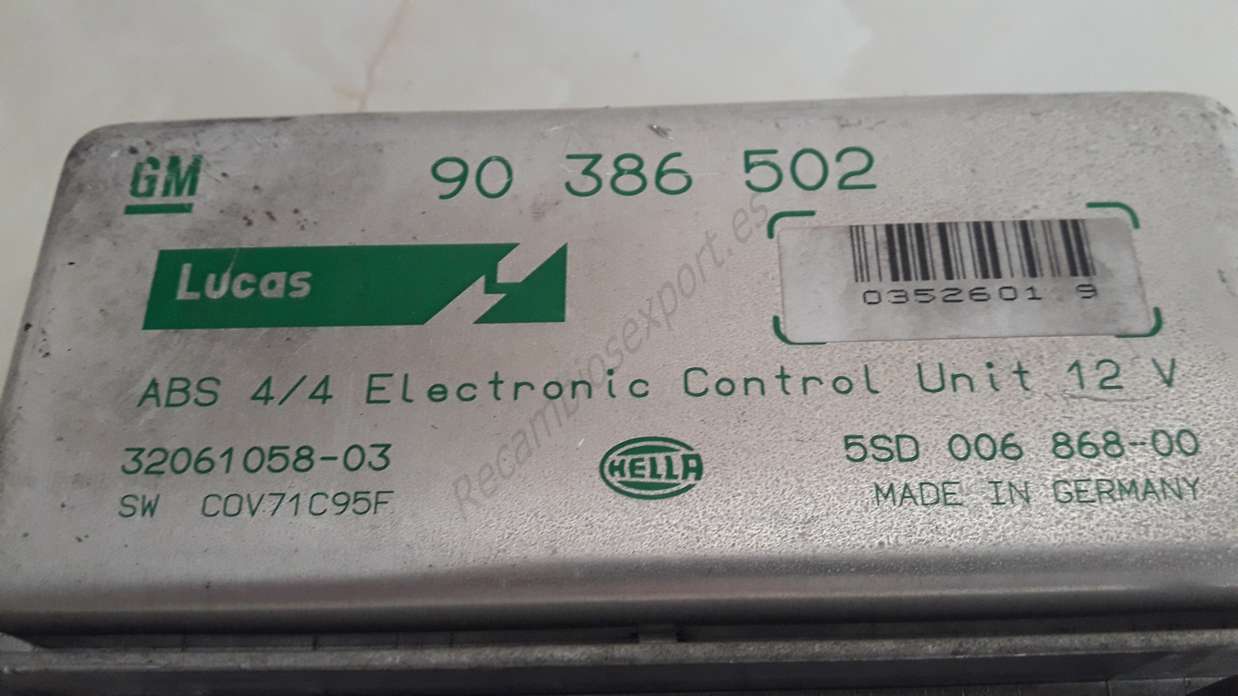 GM
90 386 502
Lucas
0352601 9
ABS 4/4 Electronic Control Unit 12 V
32061058-03
HELLA
5SD 006 868-00
SW COV71C95F
MADE IN GERMANY
Recambiosexport.es